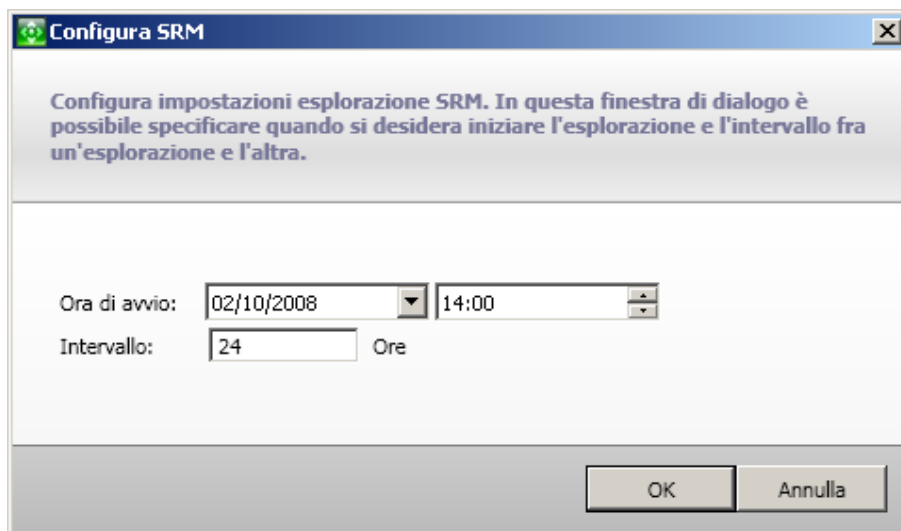 Configura SRM
Configura impostazioni esplorazione SRM. In questa finestra di dialogo è
possibile specificare quando si desidera iniziare l'esplorazione e l'intervallo fra
un'esplorazione e l'altra.
Ora di avvio: 02/10/2008 14:00
Intervallo: 24 Ore
OK Annulla